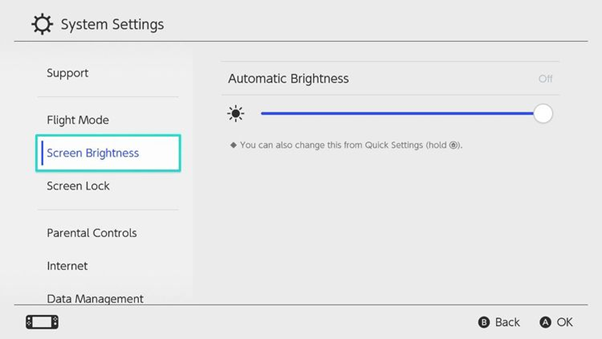 System Settings
Support
Flight Mode
Screen Brightness
Screen Lock
Parental Controls
Internet
Data Management
Automatic Brightness Off
You can also change this from Quick Settings (hold ).
B Back A OK